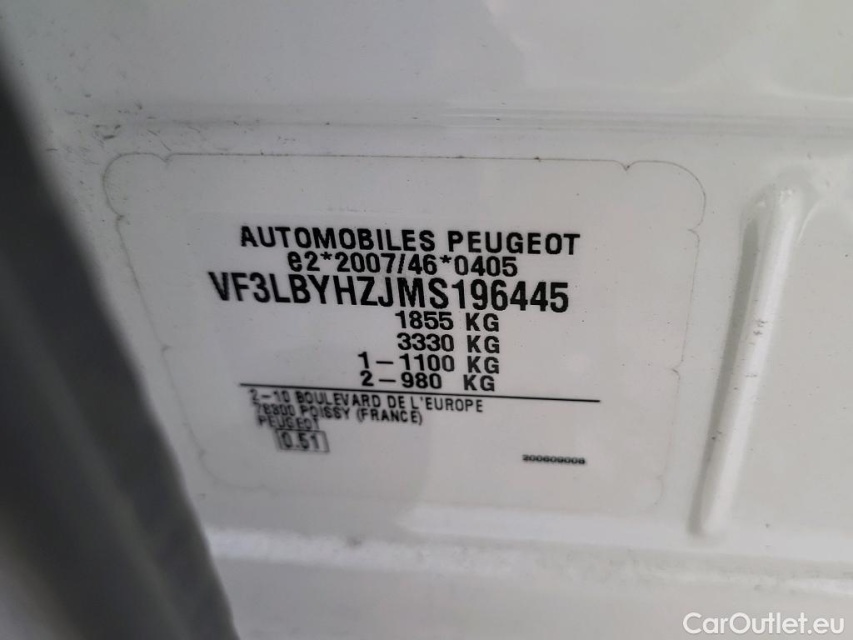 AUTOMOBILES PEUGEOT
e2*2007/46*0405
VF3LBYHZJMS196445
1855 KG
3330 KG
1-1100 KG
2-980 KG
2-10 BOULEVARD DE L'EUROPE
78300 POISSY (FRANCE)
PEUGEOT
0.51
200609008
CarOutlet.eu